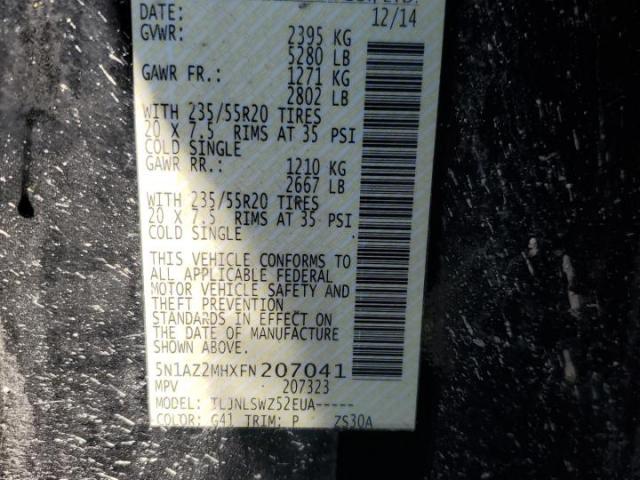 DATE: 12/14
GVWR: 2395 KG
5280 LB
GAWR FR.: 1271 KG
2802 LB
WITH 235/55R20 TIRES
20 X 7.5 RIMS AT 35 PSI
COLD SINGLE
GAWR RR.: 1210 KG
2667 LB
WITH 235/55R20 TIRES
20 X 7.5 RIMS AT 35 PSI
COLD SINGLE
THIS VEHICLE CONFORMS TO
ALL APPLICABLE FEDERAL
MOTOR VEHICLE SAFETY AND
THEFT PREVENTION
STANDARDS IN EFFECT ON
THE DATE OF MANUFACTURE
SHOWN ABOVE.
5N1AZ2MHXFN207041
MPV 207323
MODEL: TLJNLSWZ52EUA-----
COLOR: G41 TRIM: P ZS30A